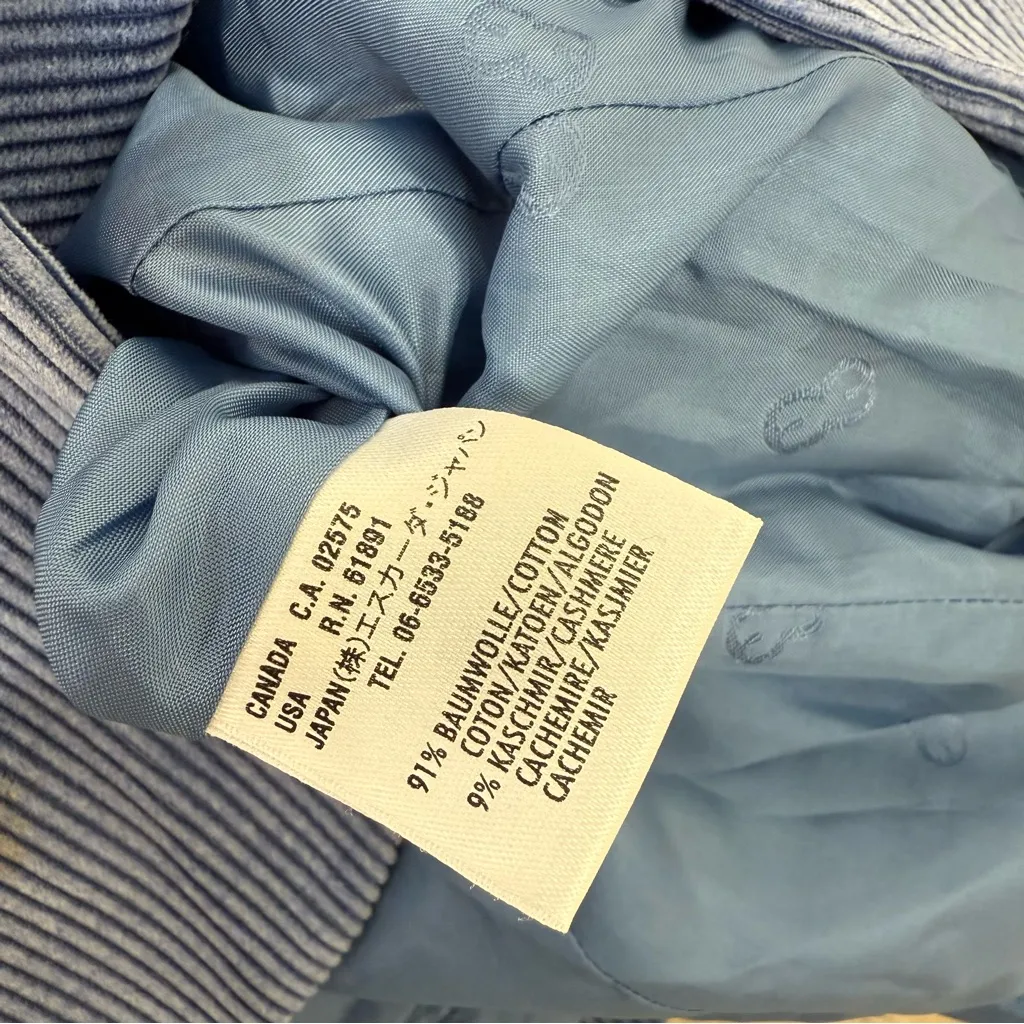 CANADA C.A. 02575
USA R.N. 61891
JAPAN(株)エスカーダ・ジャパン
TEL. 06-6533-5188
91% BAUMWOLLE/COTTON
COTON/KATOEN/ALGODON
9% KASCHMIR/CASHMERE
CACHEMIRE/KASJMIER
CACHEMIR